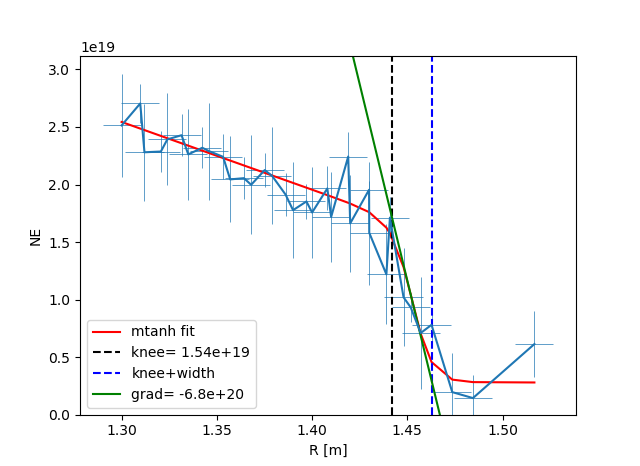 1e19
3.0
2.5
2.0
1.5
1.0
0.5
0.0
NE
mtanh fit
knee= 1.54e+19
knee+width
grad= -6.8e+20
1.30 1.35 1.40 1.45 1.50
R [m]